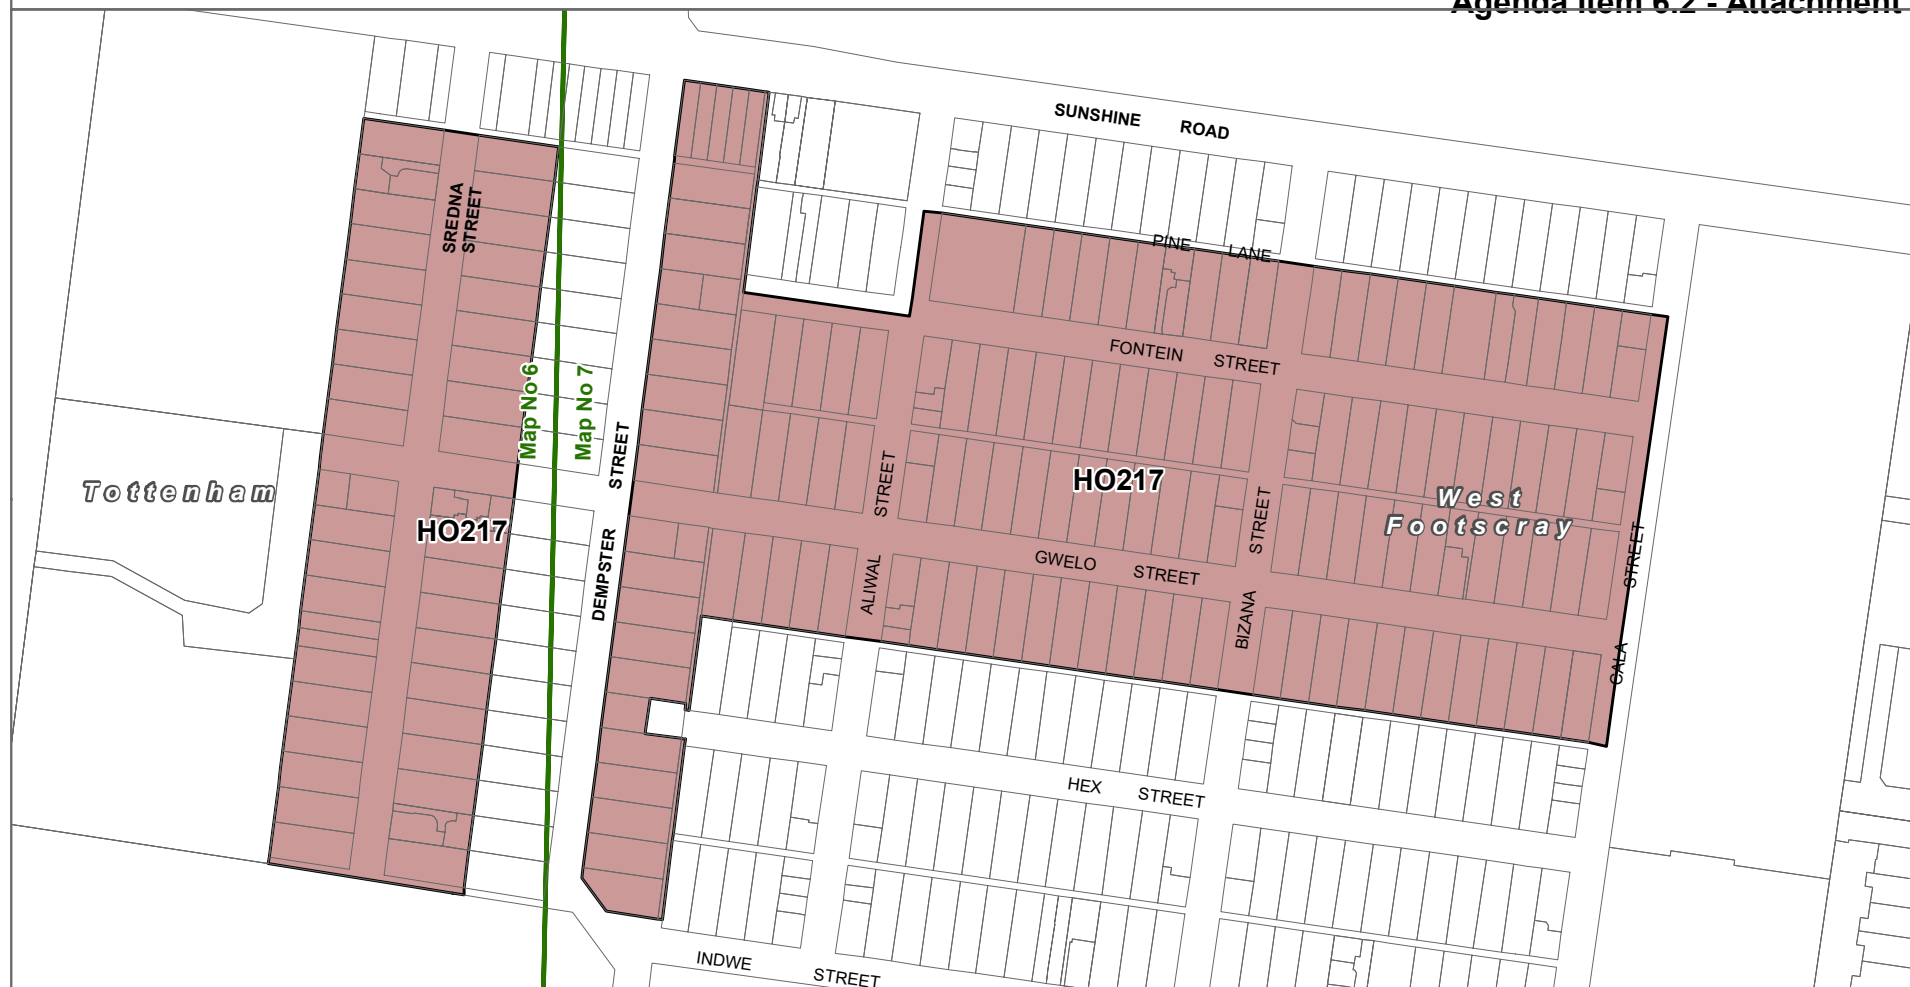 Agenda Item 6.2 - Attachment
SUNSHINE ROAD
SREDNA
STREET
PINE LANE
FONTEIN STREET
Map No 6
Map No 7
DEMPSTER STREET
Tottenham
HO217
HO217
West
Footscray
ALIWAL STREET
BIZANA STREET
CALA STREET
GWELO STREET
HEX STREET
INDWE STREET